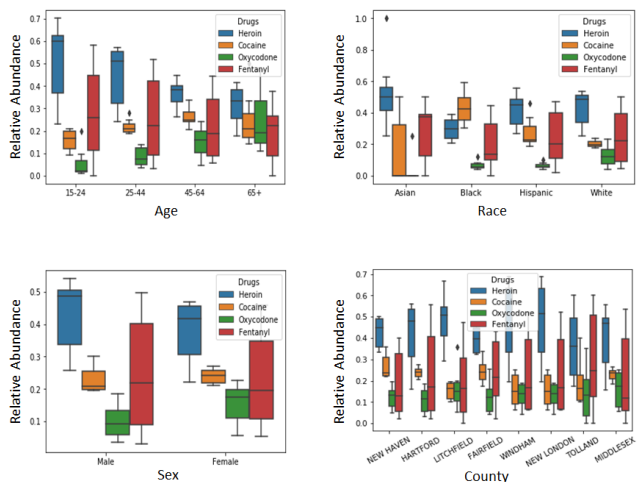 Relative Abundance
0.7
0.6
0.5
0.4
0.3
0.2
0.1
0.0
Drugs
Heroin
Cocaine
Oxycodone
Fentanyl
15-24 25-44 45-64 65+
Age
Relative Abundance
1.0
0.8
0.6
0.4
0.2
0.0
Drugs
Heroin
Cocaine
Oxycodone
Fentanyl
Asian Black Hispanic White
Race
Relative Abundance
0.5
0.4
0.3
0.2
0.1
Drugs
Heroin
Cocaine
Oxycodone
Fentanyl
Male Female
Sex
Relative Abundance
0.7
0.6
0.5
0.4
0.3
0.2
0.1
0.0
Drugs
Heroin
Cocaine
Oxycodone
Fentanyl
NEW HAVEN HARTFORD LITCHFIELD FAIRFIELD WINDHAM NEW LONDON TOLLAND MIDDLESEX
County